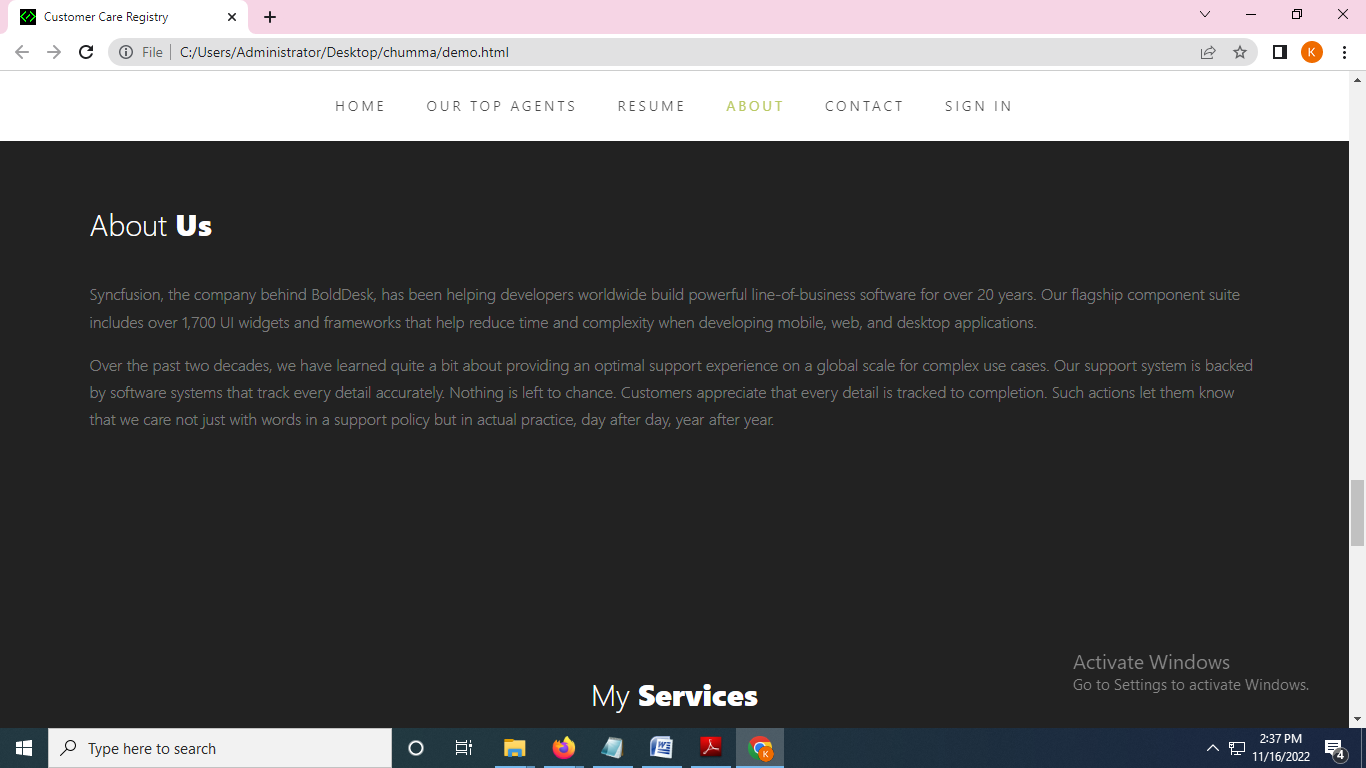 Customer Care Registry
File
C:/Users/Administrator/Desktop/chumma/demo.html
K
HOME OUR TOP AGENTS RESUME ABOUT CONTACT SIGN IN
About Us
Syncfusion, the company behind BoldDesk, has been helping developers worldwide build powerful line-of-business software for over 20 years. Our flagship component suite
includes over 1,700 UI widgets and frameworks that help reduce time and complexity when developing mobile, web, and desktop applications.
Over the past two decades, we have learned quite a bit about providing an optimal support experience on a global scale for complex use cases. Our support system is backed
by software systems that track every detail accurately. Nothing is left to chance. Customers appreciate that every detail is tracked to completion. Such actions let them know
that we care not just with words in a support policy but in actual practice, day after day, year after year.
Activate Windows
Go to Settings to activate Windows.
My Services
Type here to search
W
K
2:37 PM
11/16/2022
4